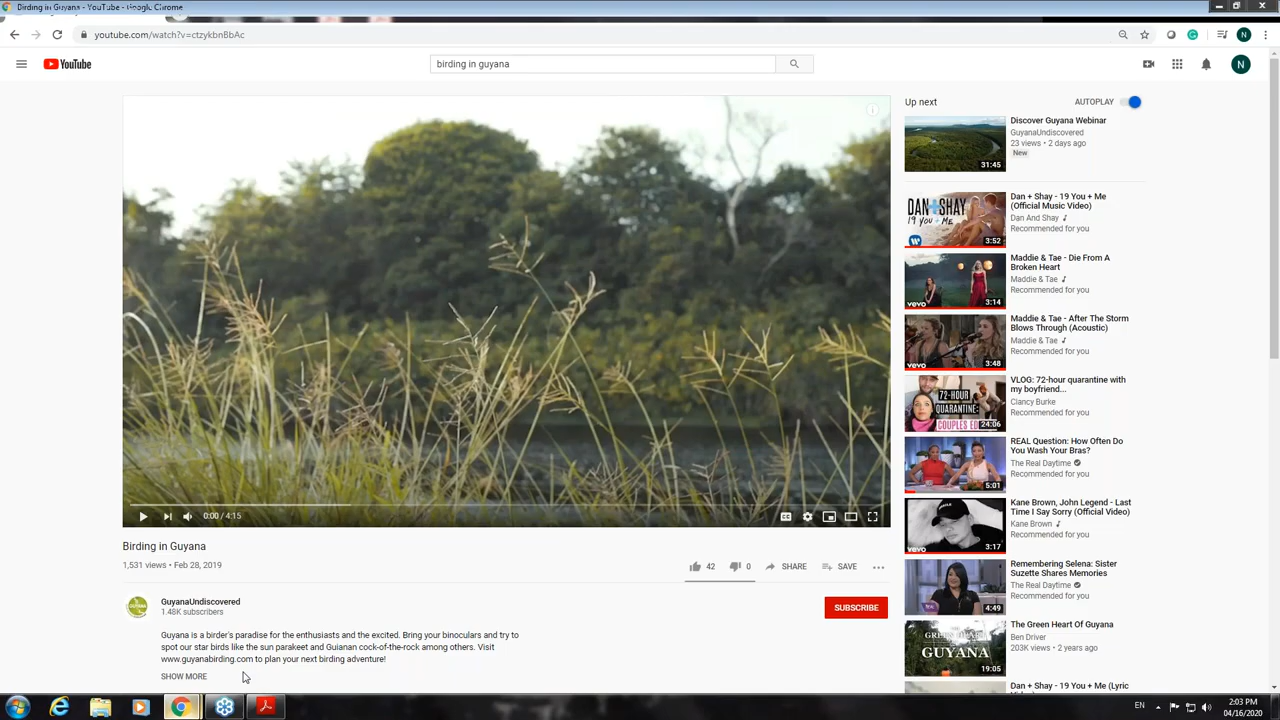 Birding in Guyana - YouTube - Google Chrome
youtube.com/watch?v=ctzykbnBbAc
N
YouTube
birding in guyana
N
Up next
AUTOPLAY
31:45
Discover Guyana Webinar
GuyanaUndiscovered
23 views • 2 days ago
New
DAN + SHAY
19 YOU + ME
3:52
Dan + Shay - 19 You + Me
(Official Music Video)
Dan And Shay
Recommended for you
vevo
3:14
Maddie & Tae - Die From A
Broken Heart
Maddie & Tae
Recommended for you
vevo
3:48
Maddie & Tae - After The Storm
Blows Through (Acoustic)
Maddie & Tae
Recommended for you
72-HOUR
QUARANTINE:
COUPLES ED
24:06
VLOG: 72-hour quarantine with
my boyfriend...
Clancy Burke
Recommended for you
5:01
REAL Question: How Often Do
You Wash Your Bras?
The Real Daytime
Recommended for you
vevo
3:17
Kane Brown, John Legend - Last
Time I Say Sorry (Official Video)
Kane Brown
Recommended for you
4:49
Remembering Selena: Sister
Suzette Shares Memories
The Real Daytime
Recommended for you
GUYANA
19:05
The Green Heart Of Guyana
Ben Driver
203K views • 2 years ago
Dan + Shay - 19 You + Me (Lyric
0:00 / 4:15
Birding in Guyana
1,531 views • Feb 28, 2019
42
0
SHARE
SAVE
GuyanaUndiscovered
1.48K subscribers
SUBSCRIBE
Guyana is a birder's paradise for the enthusiasts and the excited. Bring your binoculars and try to
spot our star birds like the sun parakeet and Guianan cock-of-the-rock among others. Visit
www.guyanabirding.com to plan your next birding adventure!
SHOW MORE
EN
2:03 PM
04/16/2020